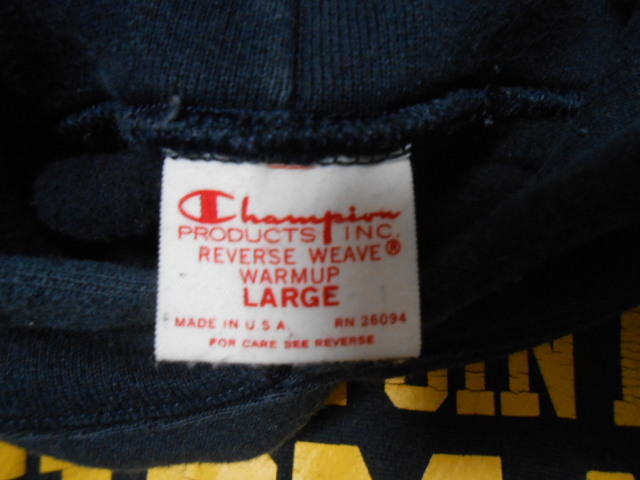 Champion
PRODUCTS INC.
REVERSE WEAVE®
WARMUP
LARGE
MADE IN U.S.A. RN 26094
FOR CARE SEE REVERSE